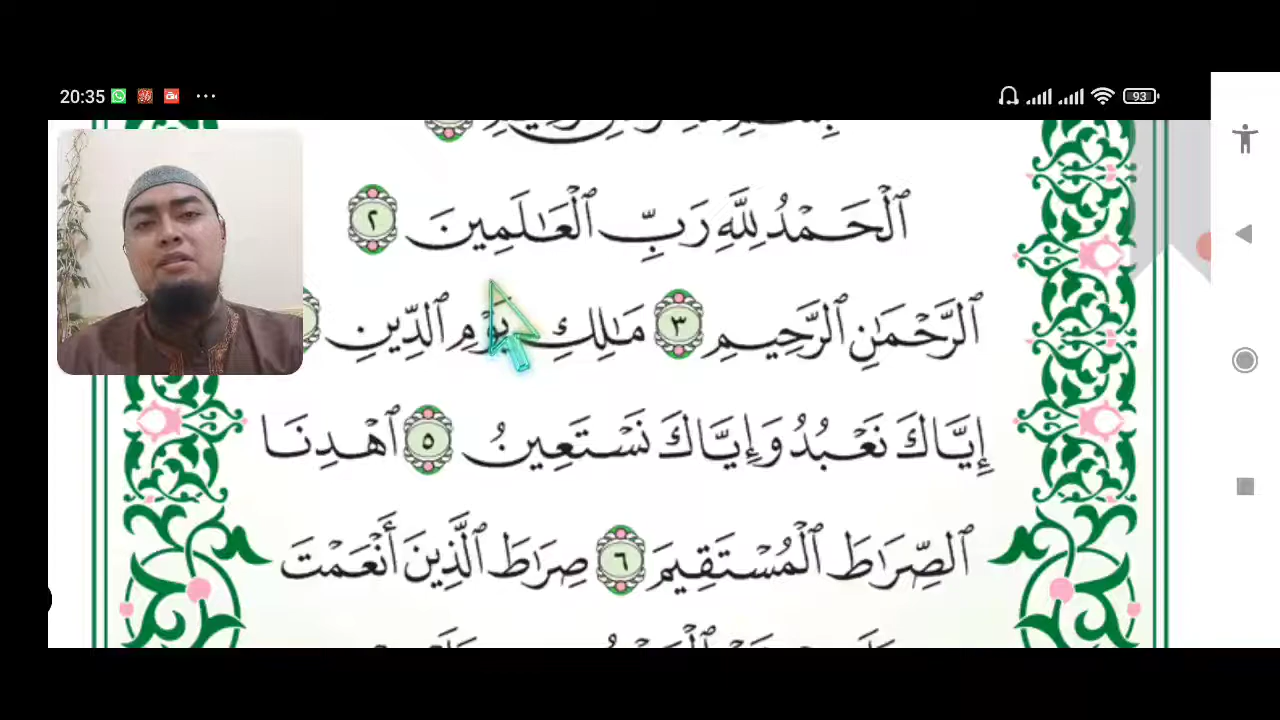 20:35
93
ٱلْحَمْدُ لِلَّهِ رَبِّ ٱلْعَـٰلَمِينَ ٢
ٱلرَّحْمَـٰنِ ٱلرَّحِيمِ ٣ مَـٰلِكِ يَوْمِ ٱلدِّينِ
إِيَّاكَ نَعْبُدُ وَإِيَّاكَ نَسْتَعِينُ ٥ ٱهْدِنَا
ٱلصِّرَٰطَ ٱلْمُسْتَقِيمَ ٦ صِرَٰطَ ٱلَّذِينَ أَنْعَمْتَ